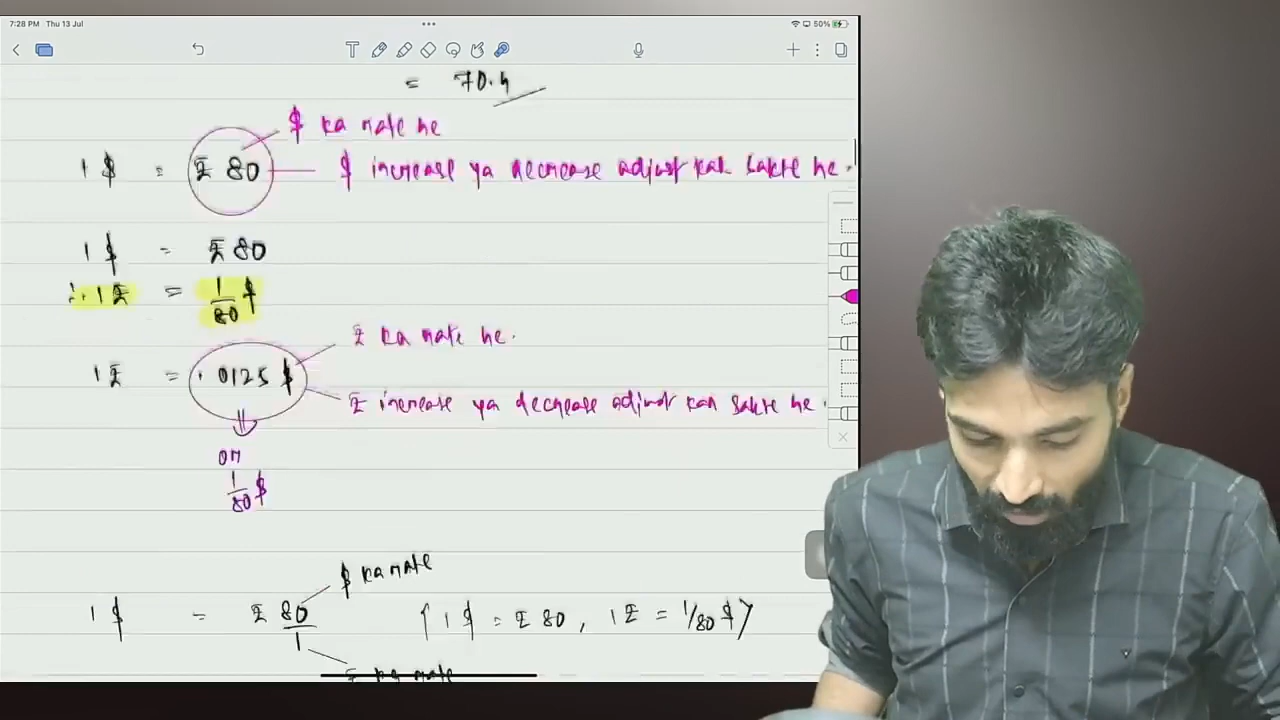 7:28 PM Thu 13 Jul
50%
= 70.4
$ ka rate he
1 $ = ₹ 80
$ increase ya decrease adjust kar sakte he.
1 $ = ₹ 80
∴ 1 ₹ = 1/80 $
₹ ka rate he.
1 ₹ = .0125 $
₹ increase ya decrease adjust kar sakte he.
or
1/80 $
$ ka rate
1 $ = ₹ 80/1 { 1 $ = ₹ 80, 1 ₹ = 1/80 $ }
₹ ka rate